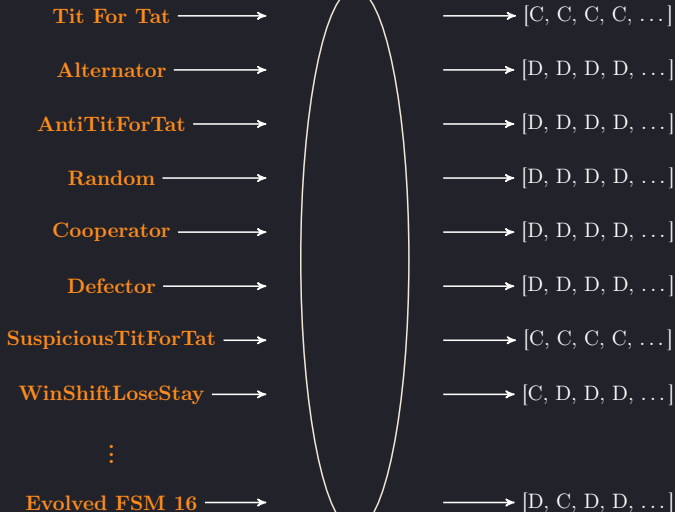 Tit For Tat [C, C, C, C, …]
Alternator [D, D, D, D, …]
AntiTitForTat [D, D, D, D, …]
Random [D, D, D, D, …]
Cooperator [D, D, D, D, …]
Defector [D, D, D, D, …]
SuspiciousTitForTat [C, C, C, C, …]
WinShiftLoseStay [C, D, D, D, …]
⋮
Evolved FSM 16 [D, C, D, D, …]